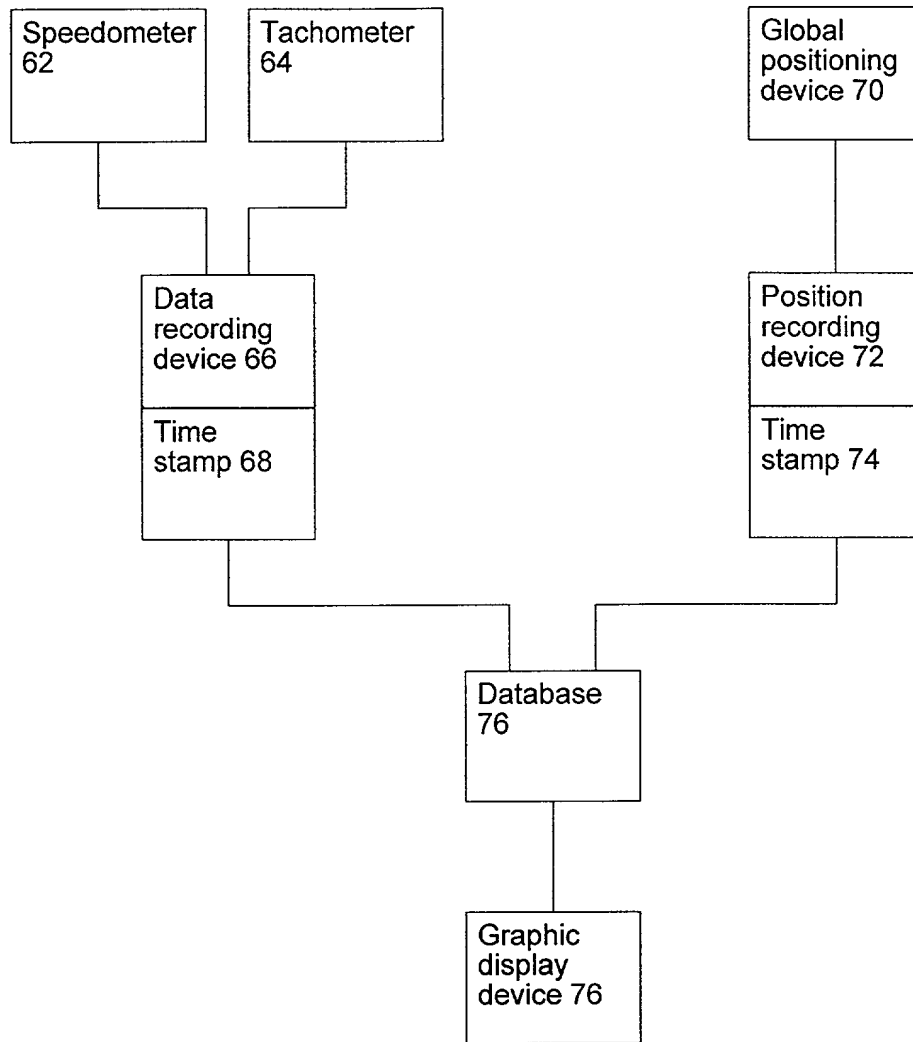 Speedometer
62
Tachometer
64
Global
positioning
device 70
Data
recording
device 66
Position
recording
device 72
Time
stamp 68
Time
stamp 74
Database
76
Graphic
display
device 76